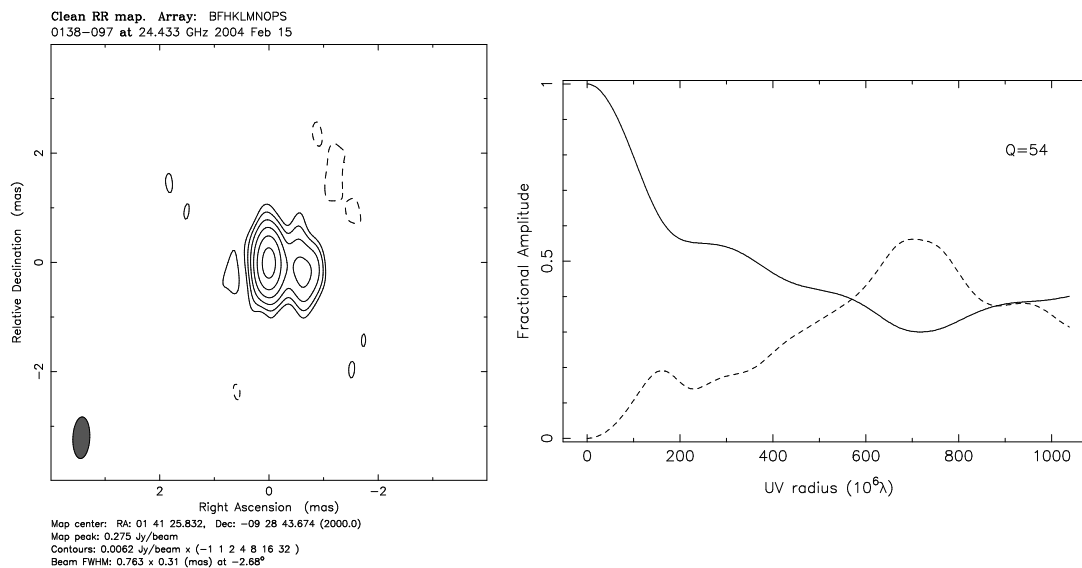 Clean RR map. Array: BFHKLMNOPS
0138-097 at 24.433 GHz 2004 Feb 15
Relative Declination (mas)
2
0
-2
2
0
-2
Right Ascension (mas)
Map center: RA: 01 41 25.832, Dec: -09 28 43.674 (2000.0)
Map peak: 0.275 Jy/beam
Contours: 0.0062 Jy/beam x (-1 1 2 4 8 16 32 )
Beam FWHM: 0.763 x 0.31 (mas) at -2.68°
Fractional Amplitude
1
0.5
0
Q=54
0
200
400
600
800
1000
UV radius (10⁶λ)